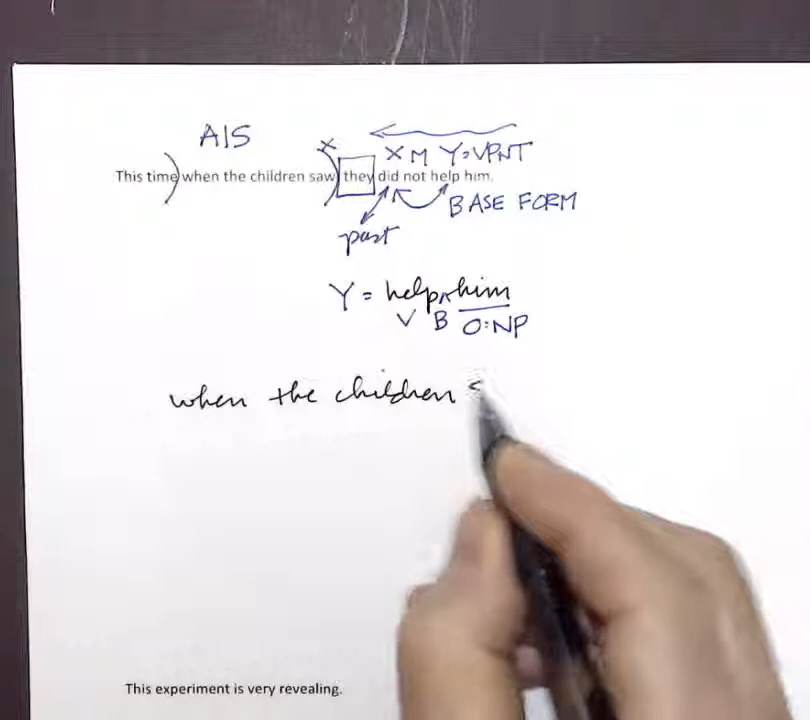 AIS
x
X M Y=VPNT
This time) when the children saw) they did not help him.
BASE FORM
past
Y = help^him
V B O:NP
when the children s
This experiment is very revealing.